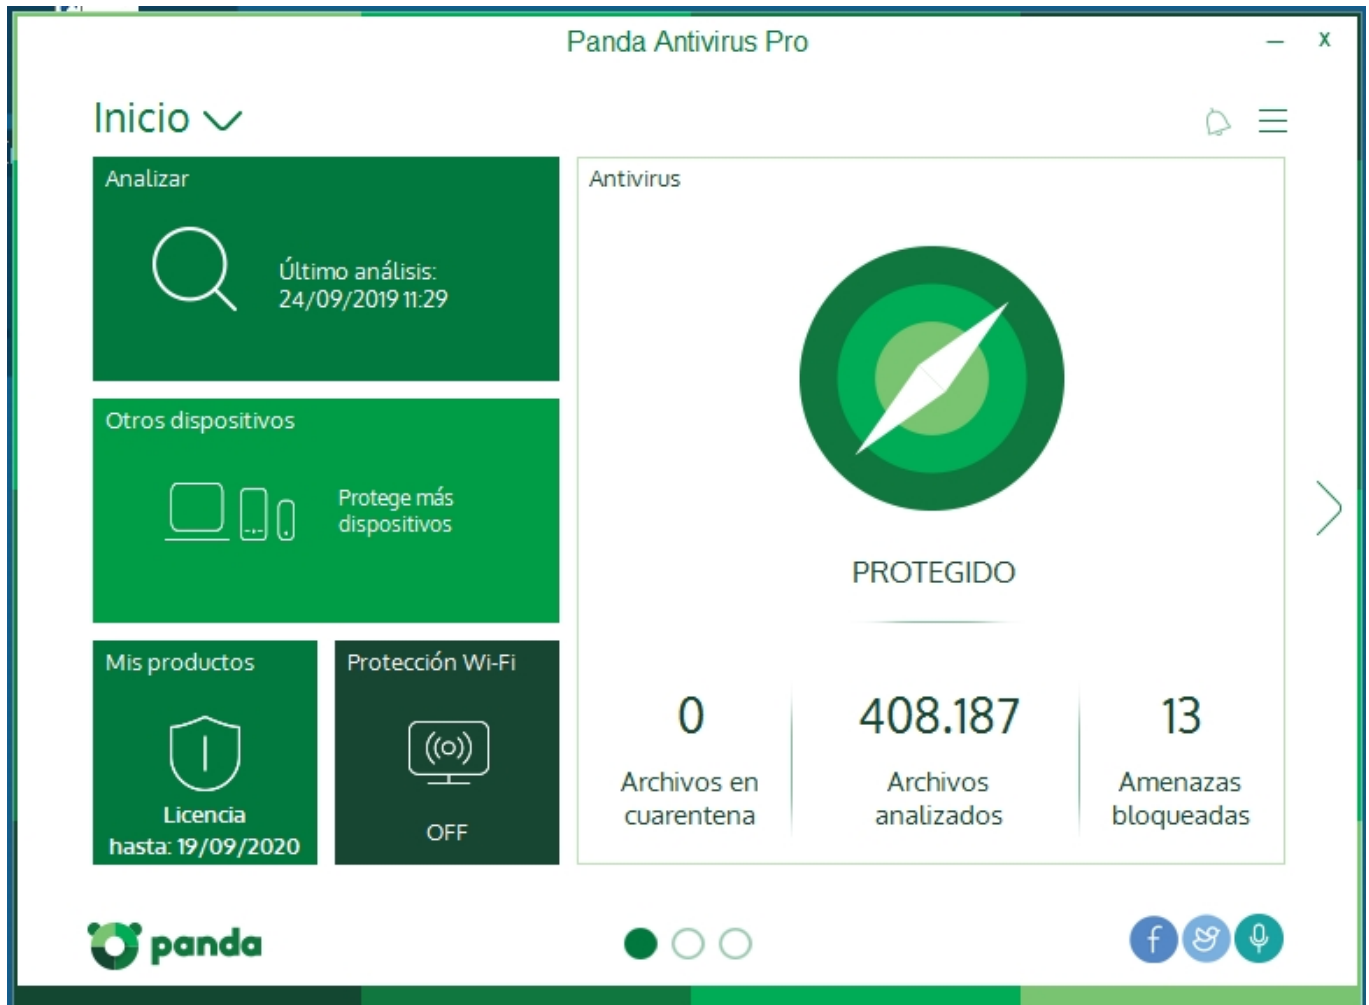 Panda Antivirus Pro
Inicio
Analizar
Último análisis:
24/09/2019 11:29
Otros dispositivos
Protege más
dispositivos
Mis productos
Licencia
hasta: 19/09/2020
Protección Wi-Fi
OFF
Antivirus
PROTEGIDO
0
Archivos en
cuarentena
408.187
Archivos
analizados
13
Amenazas
bloqueadas
panda